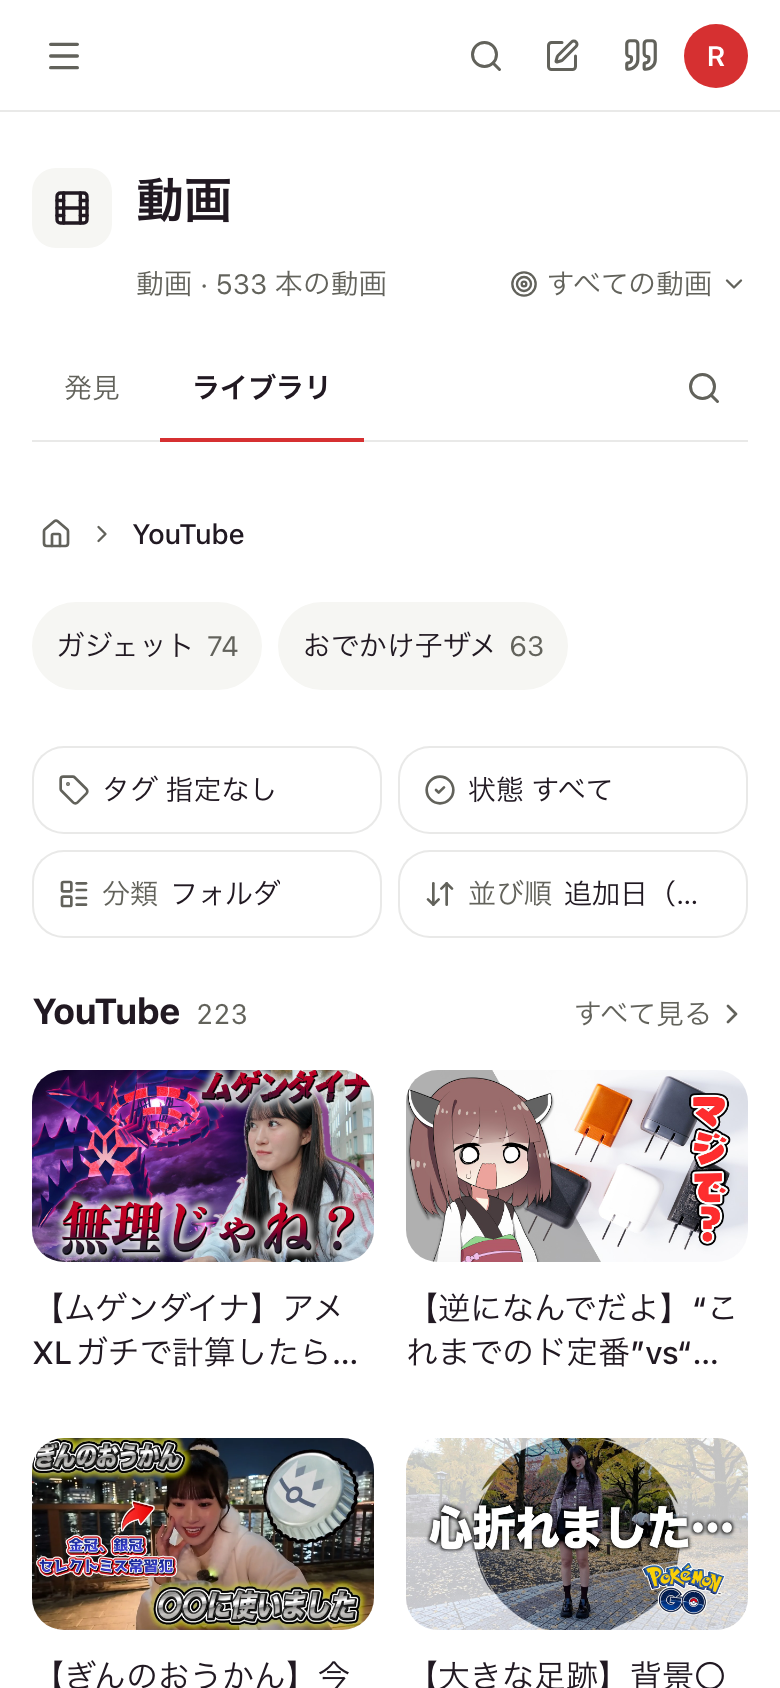 R
動画
動画 · 533 本の動画
すべての動画
発見
ライブラリ
YouTube
ガジェット 74
おでかけ子ザメ 63
タグ 指定なし
状態 すべて
分類 フォルダ
並び順 追加日（...
YouTube 223
すべて見る
ムゲンダイナ
無理じゃね？
マジで？
【ムゲンダイナ】アメ
XLガチで計算したら...
【逆になんでだよ】“こ
れまでのド定番”vs“...
ぎんのおうかん
金冠、銀冠
セレクトミス常習犯
〇〇に使いました
心折れました…
POKéMON
GO
【ぎんのおうかん】今
【大きな足跡】背景〇